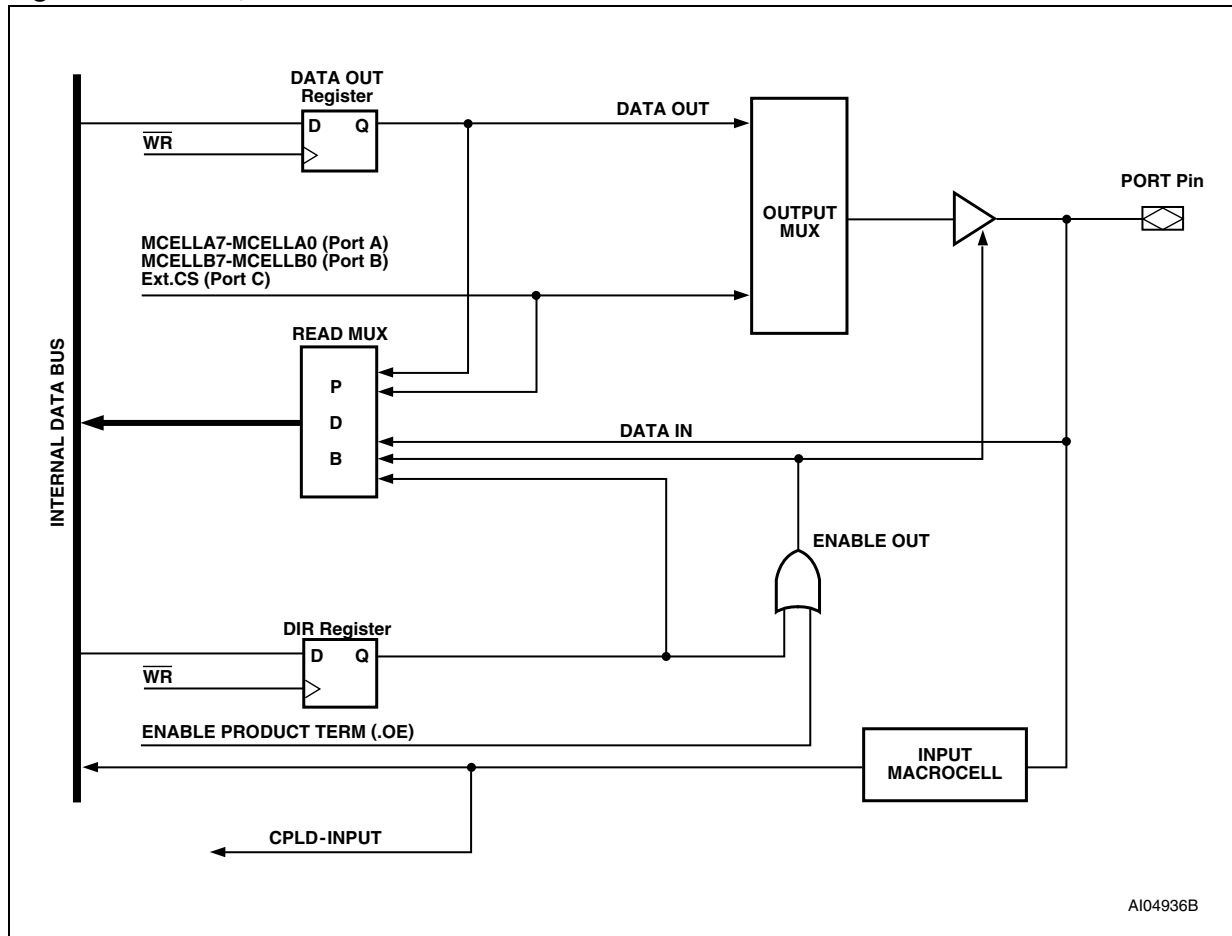 DATA OUT
Register
D Q
WR
DATA OUT
OUTPUT
MUX
PORT Pin
MCELLA7-MCELLA0 (Port A)
MCELLB7-MCELLB0 (Port B)
Ext.CS (Port C)
READ MUX
P
D
B
DATA IN
INTERNAL DATA BUS
ENABLE OUT
DIR Register
D Q
WR
ENABLE PRODUCT TERM (.OE)
INPUT
MACROCELL
CPLD-INPUT
AI04936B